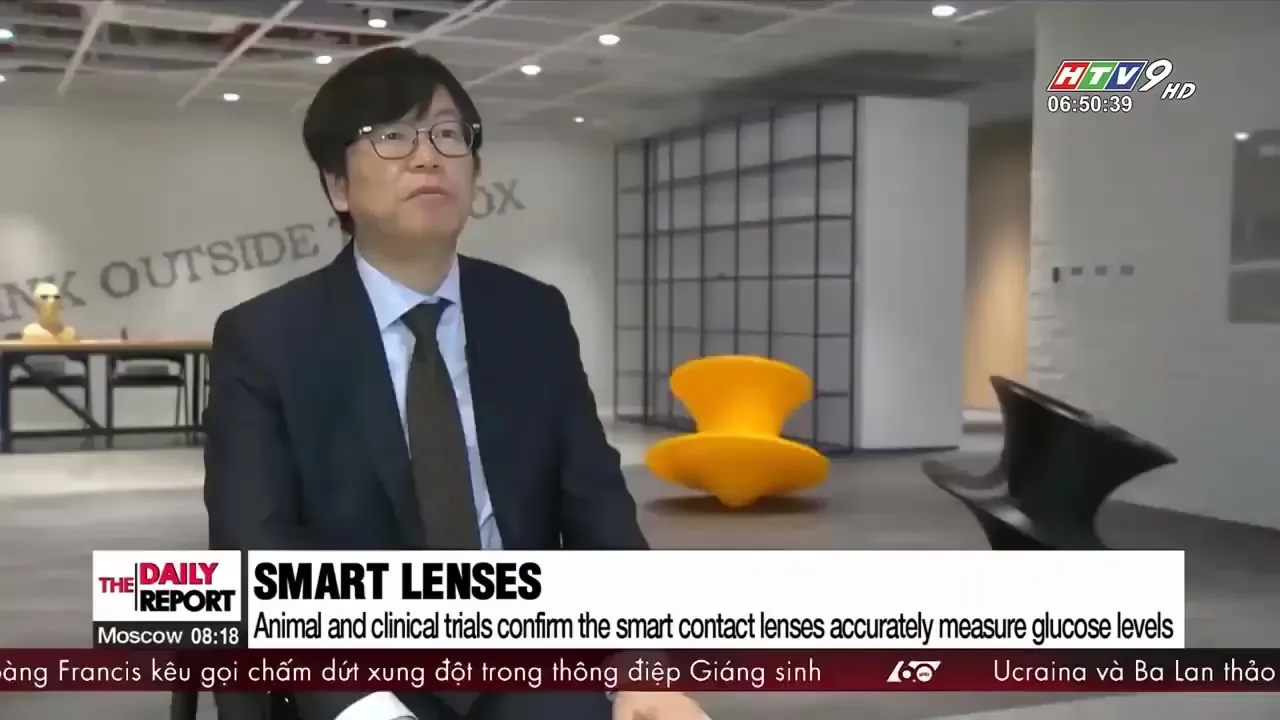 HTV9 HD
06:50:39
OUTSIDE
THE DAILY REPORT
Moscow 08:18
SMART LENSES
Animal and clinical trials confirm the smart contact lenses accurately measure glucose levels
Francis kêu gọi chấm dứt xung đột trong thông điệp Giáng sinh
Ucraina và Ba Lan thảo